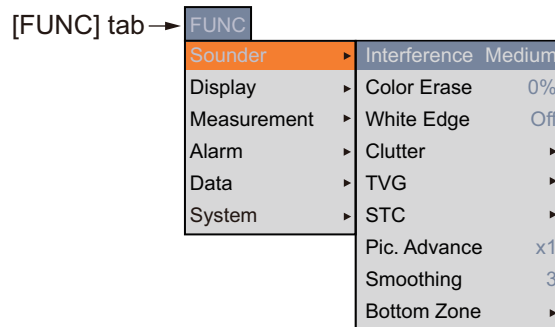 [FUNC] tab
FUNC
Sounder
Display
Measurement
Alarm
Data
System
Interference Medium
Color Erase 0%
White Edge Off
Clutter
TVG
STC
Pic. Advance x1
Smoothing 3
Bottom Zone